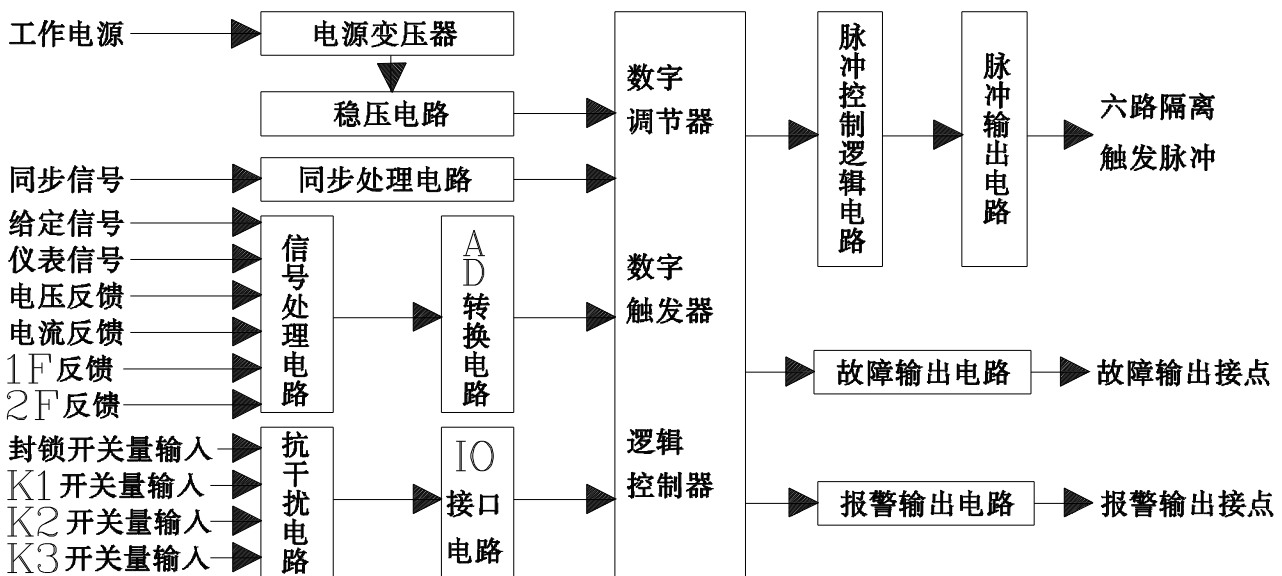 工作电源
电源变压器
稳压电路
同步信号
同步处理电路
给定信号
仪表信号
电压反馈
电流反馈
1F反馈
2F反馈
信号处理电路
AD转换电路
封锁开关量输入
K1开关量输入
K2开关量输入
K3开关量输入
抗干扰电路
IO
接口
电路
数字
调节器
数字
触发器
逻辑
控制器
脉冲控制逻辑电路
脉冲输出电路
六路隔离
触发脉冲
故障输出电路
故障输出接点
报警输出电路
报警输出接点